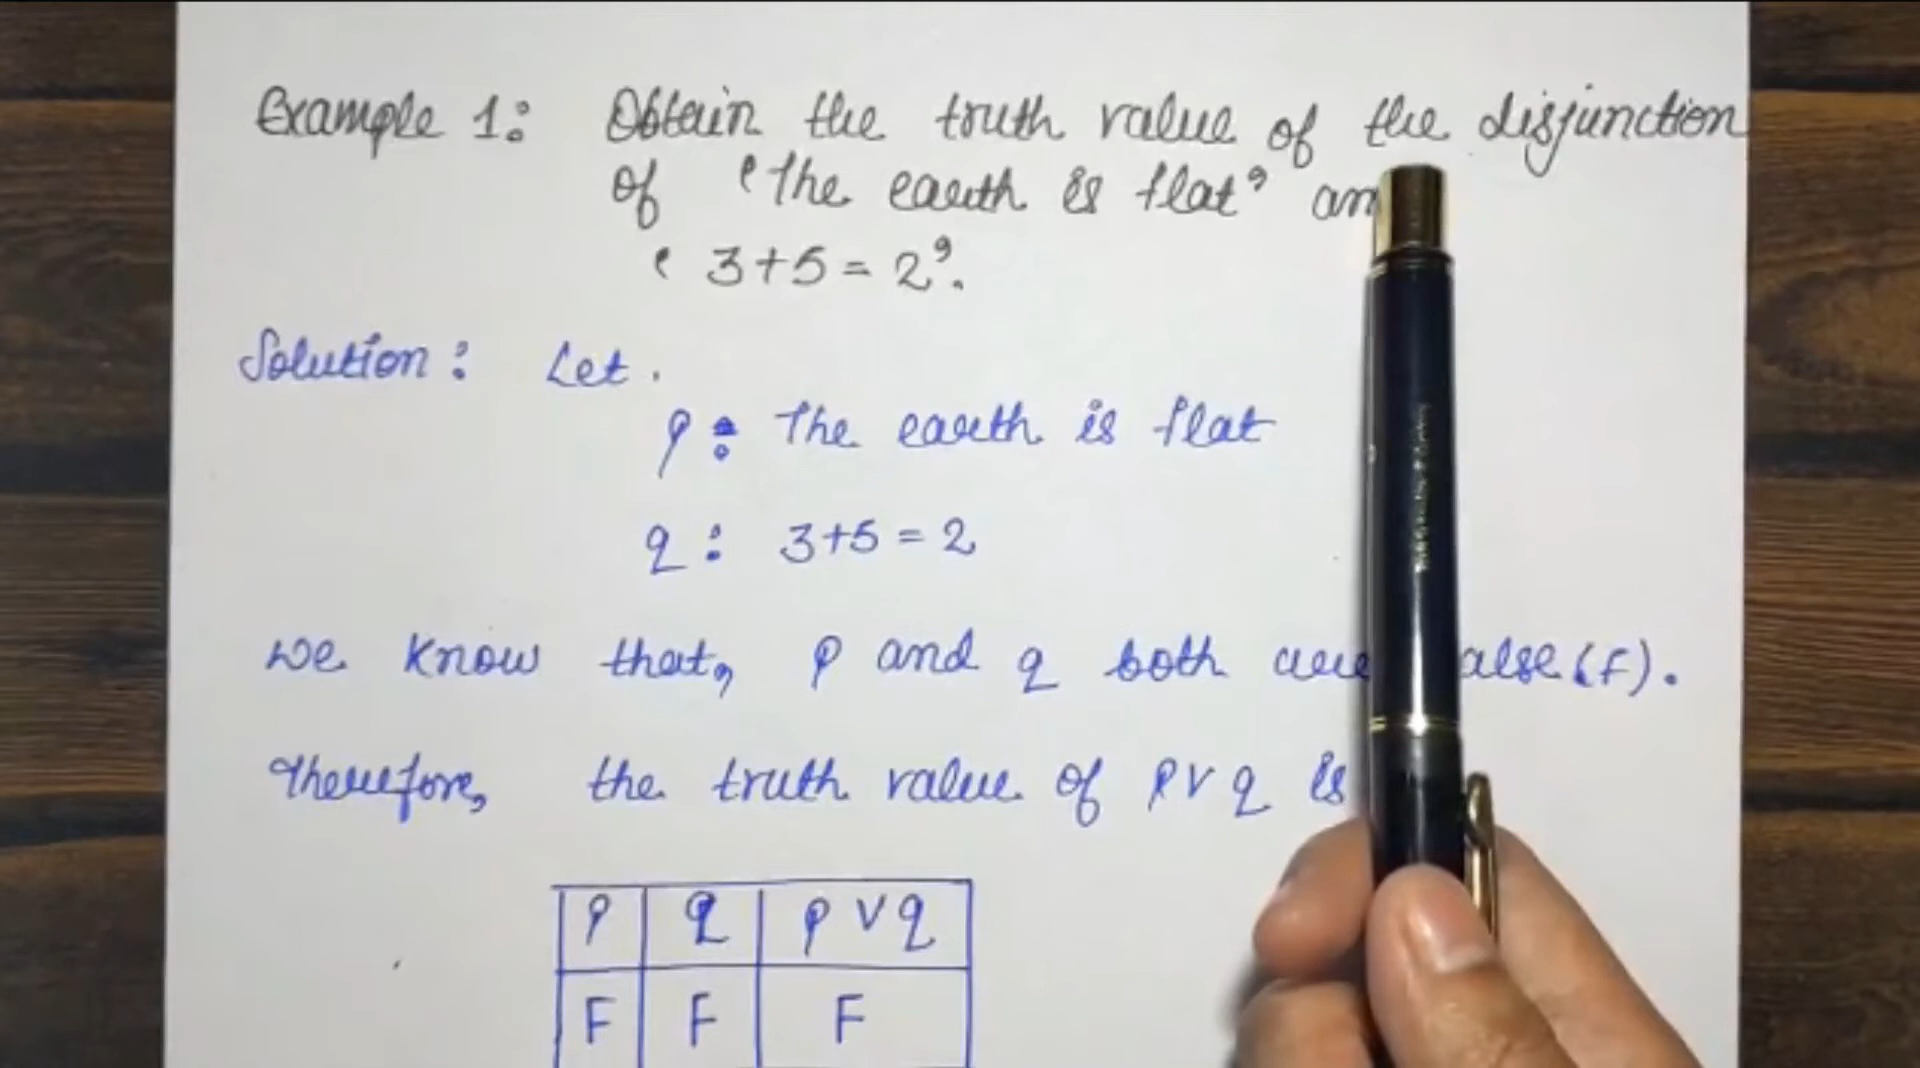 Example 1: Obtain the truth value of the disjunction
of 'The earth is flat' an
' 3+5=2'.
Solution: Let.
p: The earth is flat
q: 3+5=2
We know that, p and q both are alse (F).
Therefore, the truth value of p∨q is
p q p∨q
F F F